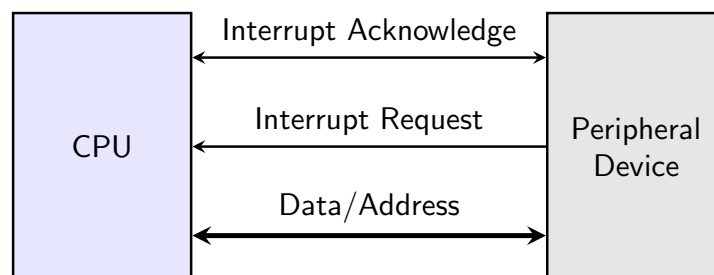 Interrupt Acknowledge
Interrupt Request
CPU
Peripheral
Device
Data/Address